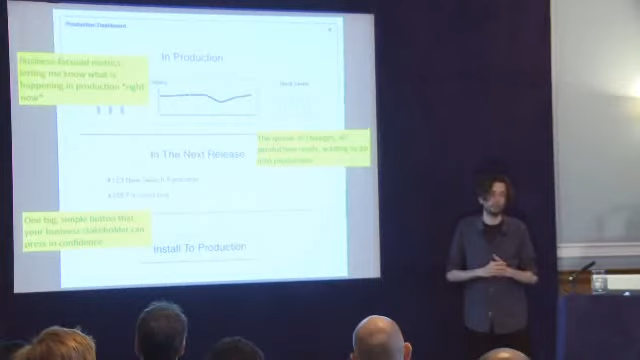 Production Dashboard
In Production
Business-focused metrics
letting me know what is
happening in production "right
now"
In The Next Release
The queue of changes, all
production-ready, waiting to go
into production
One big, simple button that
your business stakeholder can
press in confidence
Install To Production